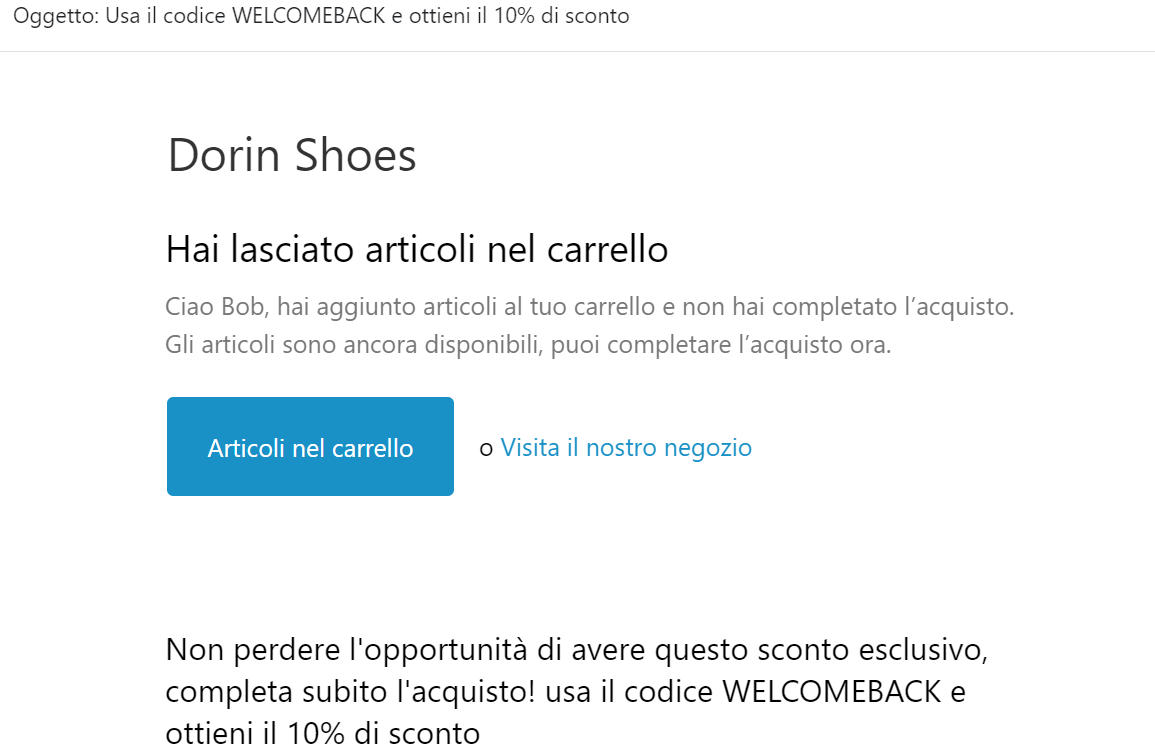 Oggetto: Usa il codice WELCOMEBACK e ottieni il 10% di sconto
Dorin Shoes
Hai lasciato articoli nel carrello
Ciao Bob, hai aggiunto articoli al tuo carrello e non hai completato l’acquisto.
Gli articoli sono ancora disponibili, puoi completare l’acquisto ora.
Articoli nel carrello o Visita il nostro negozio
Non perdere l'opportunità di avere questo sconto esclusivo,
completa subito l'acquisto! usa il codice WELCOMEBACK e
ottieni il 10% di sconto